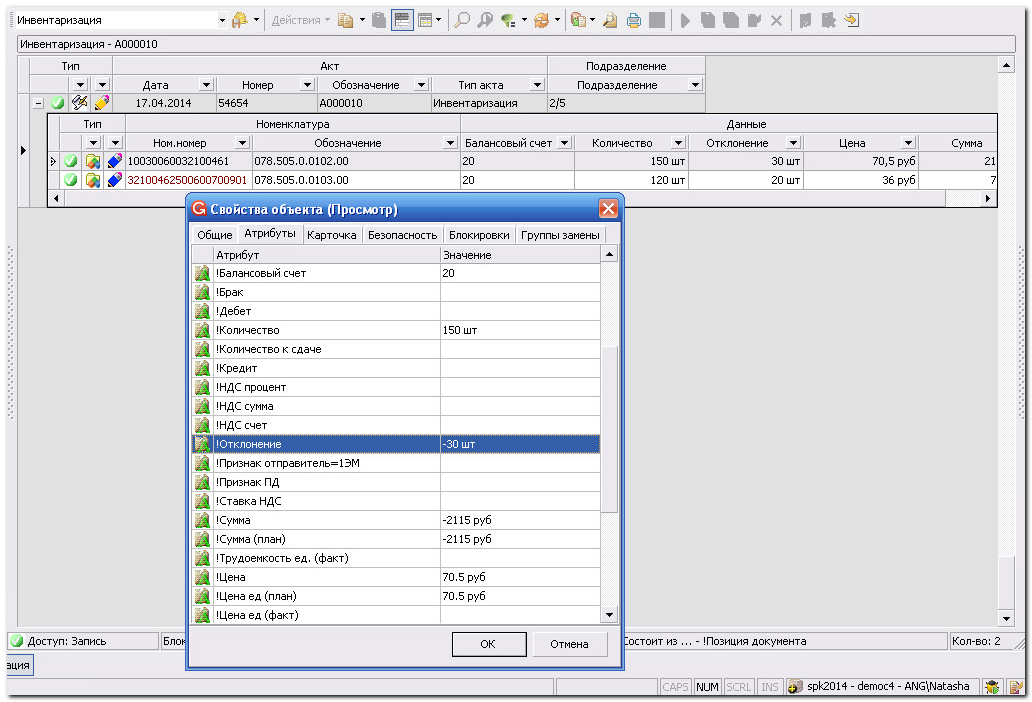 Инвентаризация Действия
Инвентаризация - А000010
Тип Акт Подразделение
Дата Номер Обозначение Тип акта Подразделение
17.04.2014 54654 А000010 Инвентаризация 2/5
Тип Номенклатура Данные
Ном.номер Обозначение Балансовый счет Количество Отклонение Цена Сумма
10030060032100461 078.505.0.0102.00 20 150 шт 30 шт 70,5 руб 21
32100462500600700901 078.505.0.0103.00 20 120 шт 20 шт 36 руб 7
Свойства объекта (Просмотр)
Общие Атрибуты Карточка Безопасность Блокировки Группы замены
Атрибут Значение
!Балансовый счет 20
!Брак
!Дебет
!Количество 150 шт
!Количество к сдаче
!Кредит
!НДС процент
!НДС сумма
!НДС счет
!Отклонение -30 шт
!Признак отправитель=1ЭМ
!Признак ПД
!Ставка НДС
!Сумма -2115 руб
!Сумма (план) -2115 руб
!Трудоемкость ед. (факт)
!Цена 70.5 руб
!Цена ед (план) 70.5 руб
!Цена ед (факт)
OK Отмена
Доступ: Запись Блок Состоит из ... - !Позиция документа Кол-во: 2
ация
CAPS NUM SCRL INS spk2014 - democ4 - ANG\Natasha